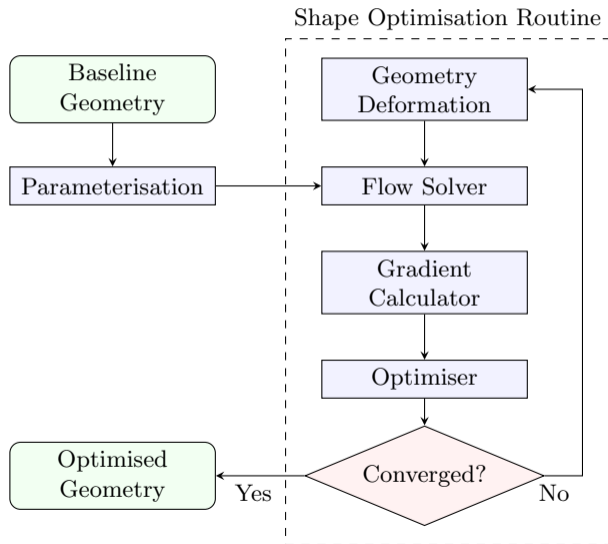 Shape Optimisation Routine
Baseline
Geometry
Geometry
Deformation
Parameterisation
Flow Solver
Gradient
Calculator
Optimiser
Optimised
Geometry
Converged?
Yes
No